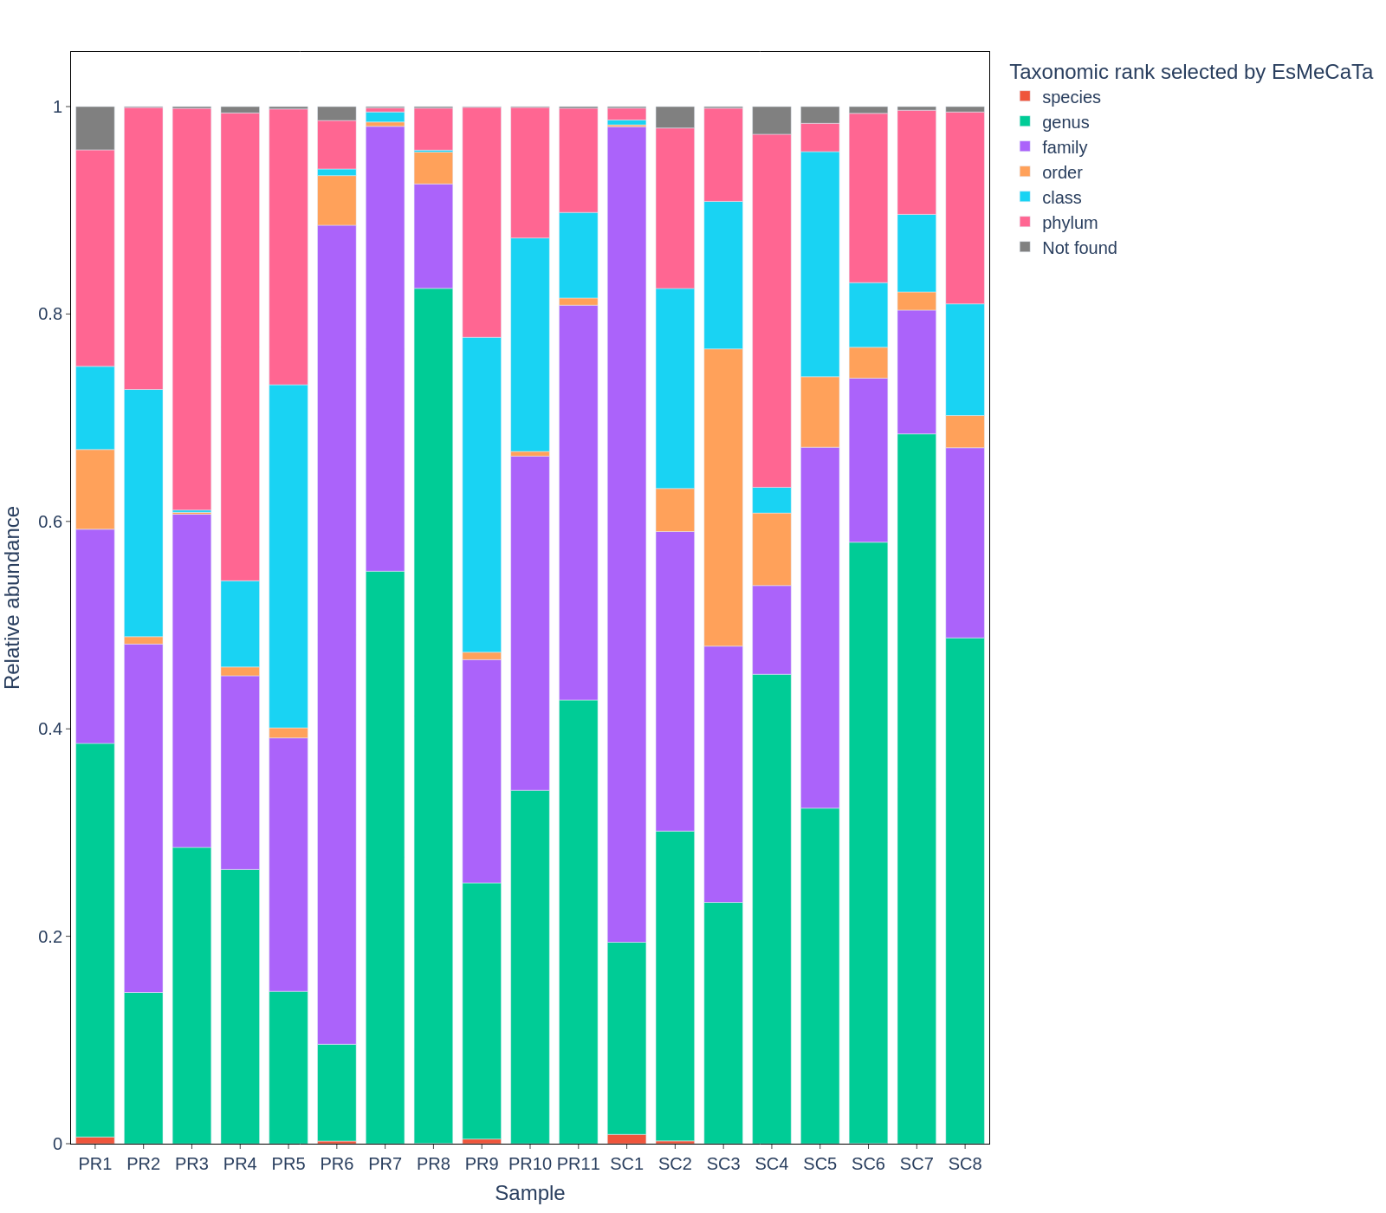 Taxonomic rank selected by EsMeCaTa
species
genus
family
order
class
phylum
Not found
Relative abundance
1
0.8
0.6
0.4
0.2
0
PR1 PR2 PR3 PR4 PR5 PR6 PR7 PR8 PR9 PR10 PR11 SC1 SC2 SC3 SC4 SC5 SC6 SC7 SC8
Sample